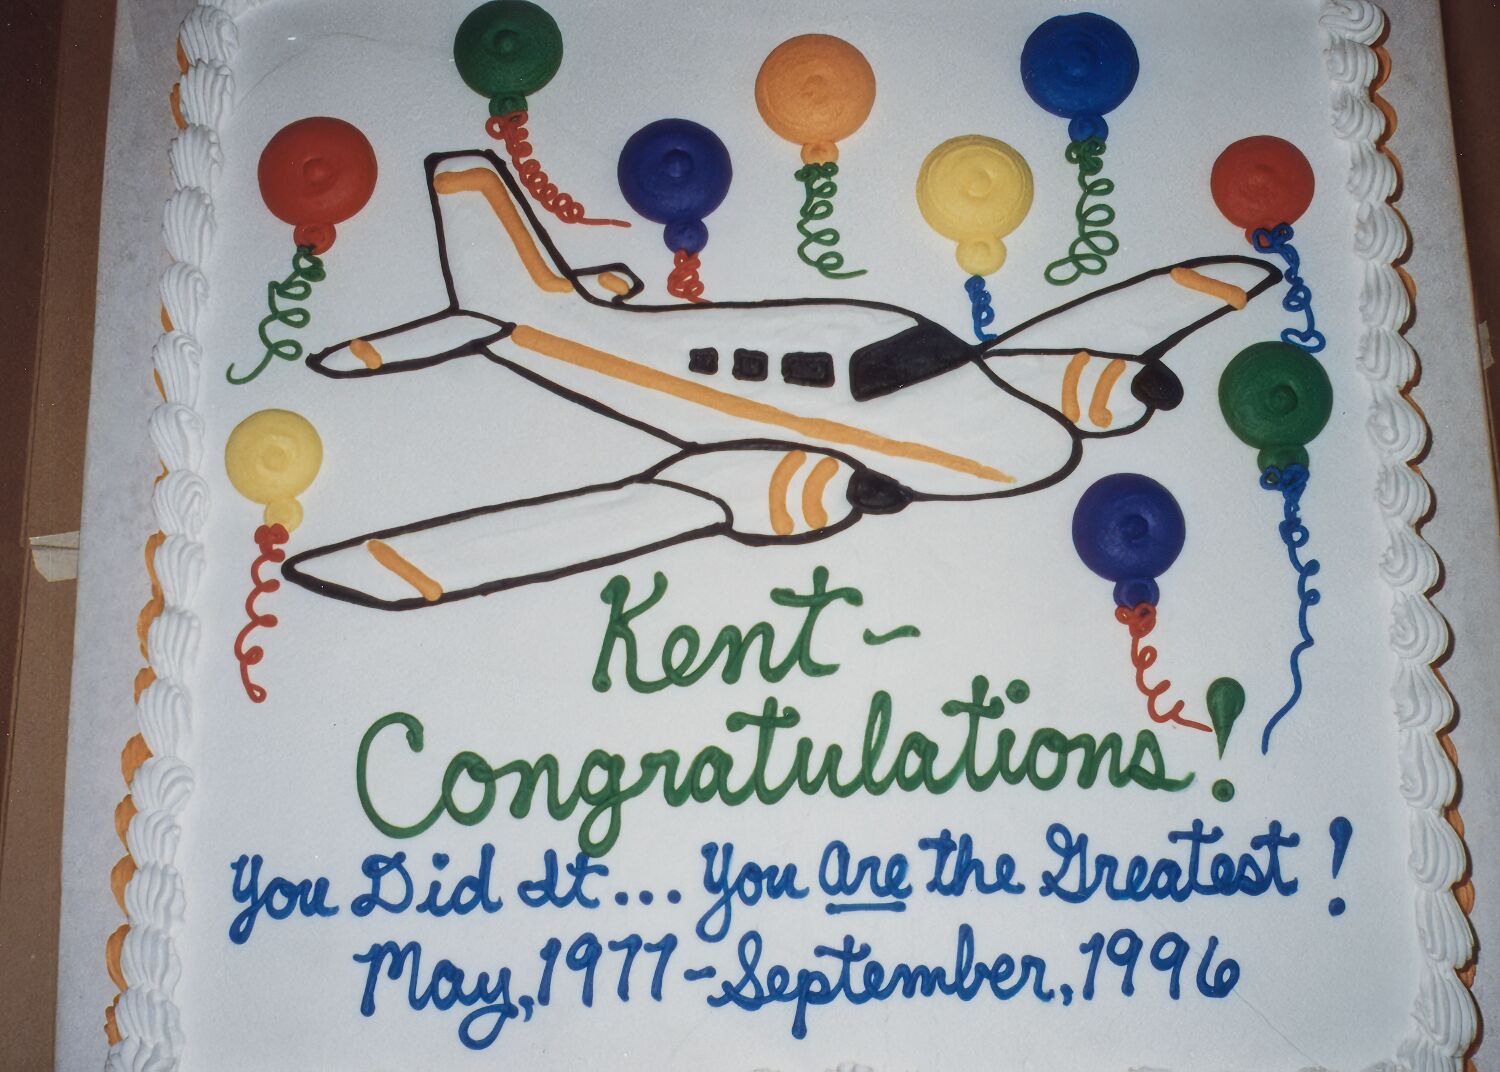 Kent-
Congratulations!
You Did It... You Are the Greatest!
May, 1977-September, 1996